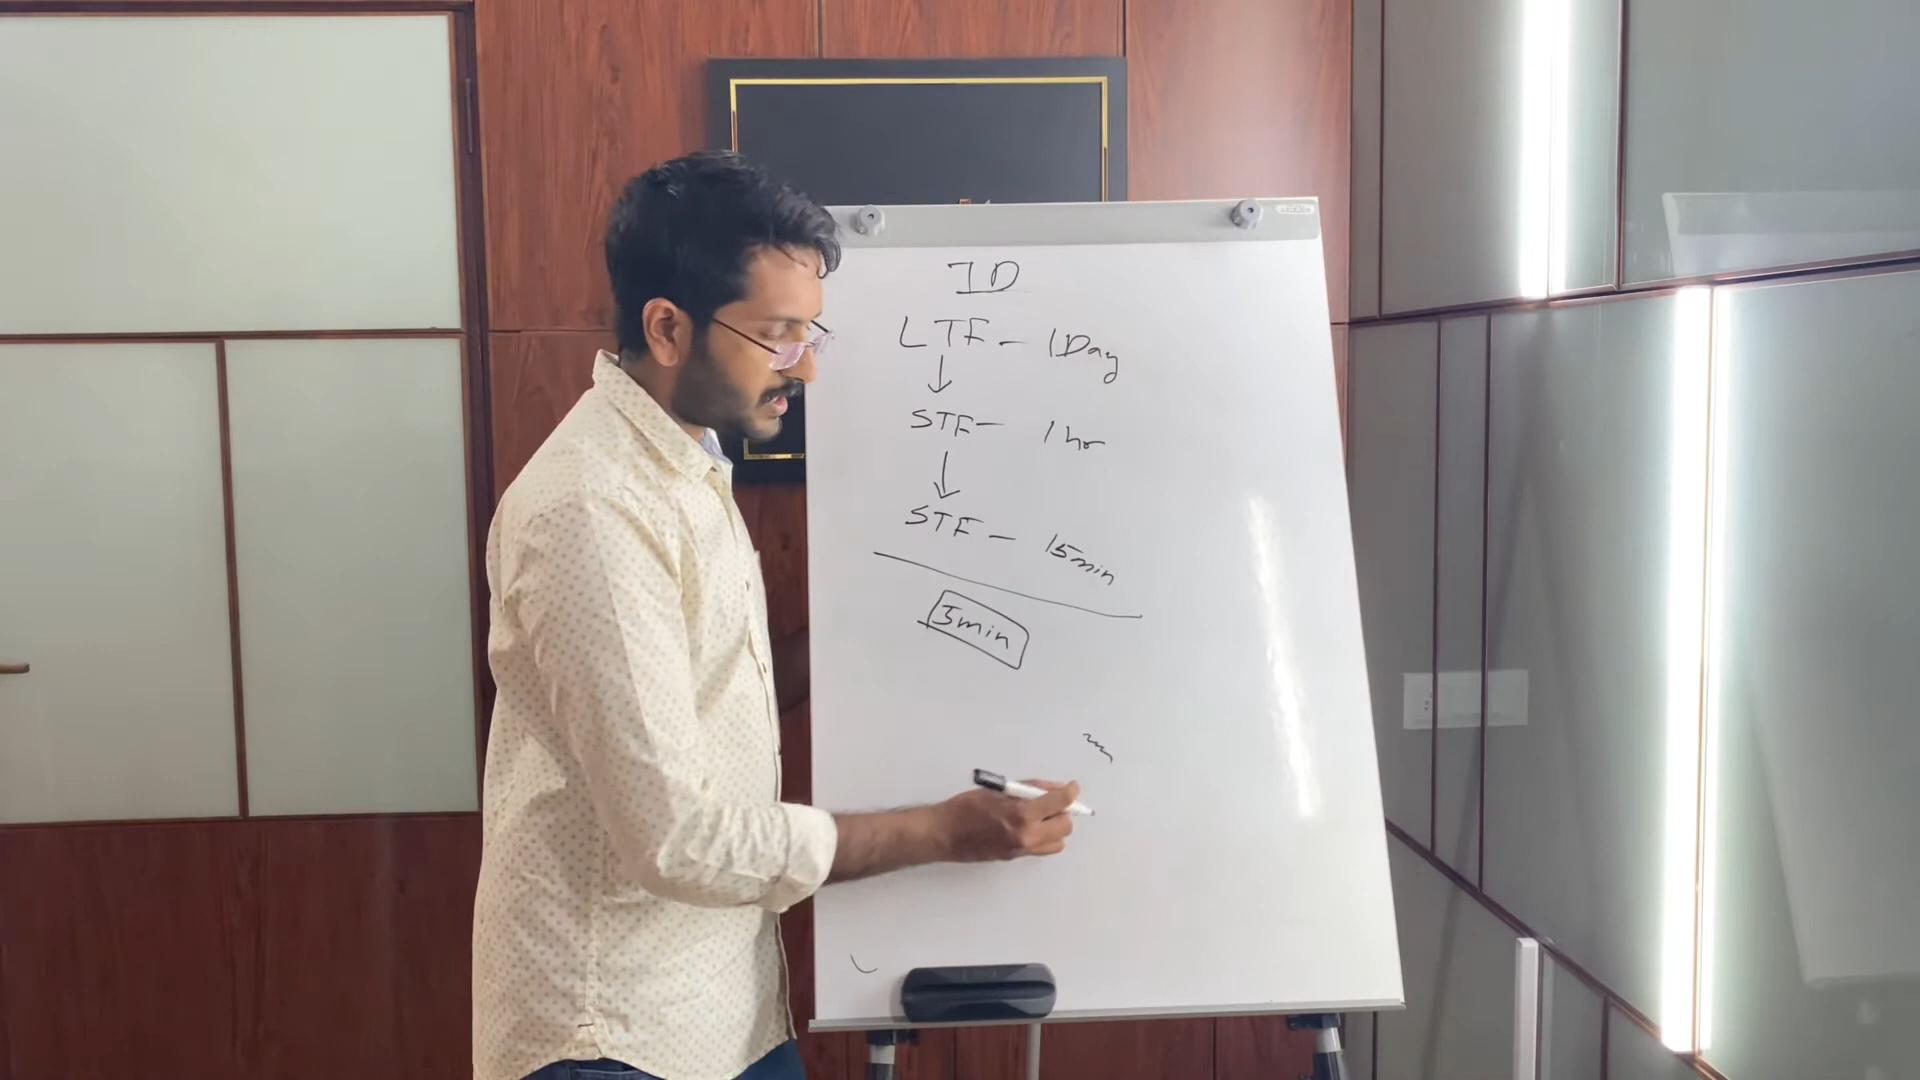 ID
LTF - 1Day
↓
STF - 1hr
↓
STF - 15min
5min